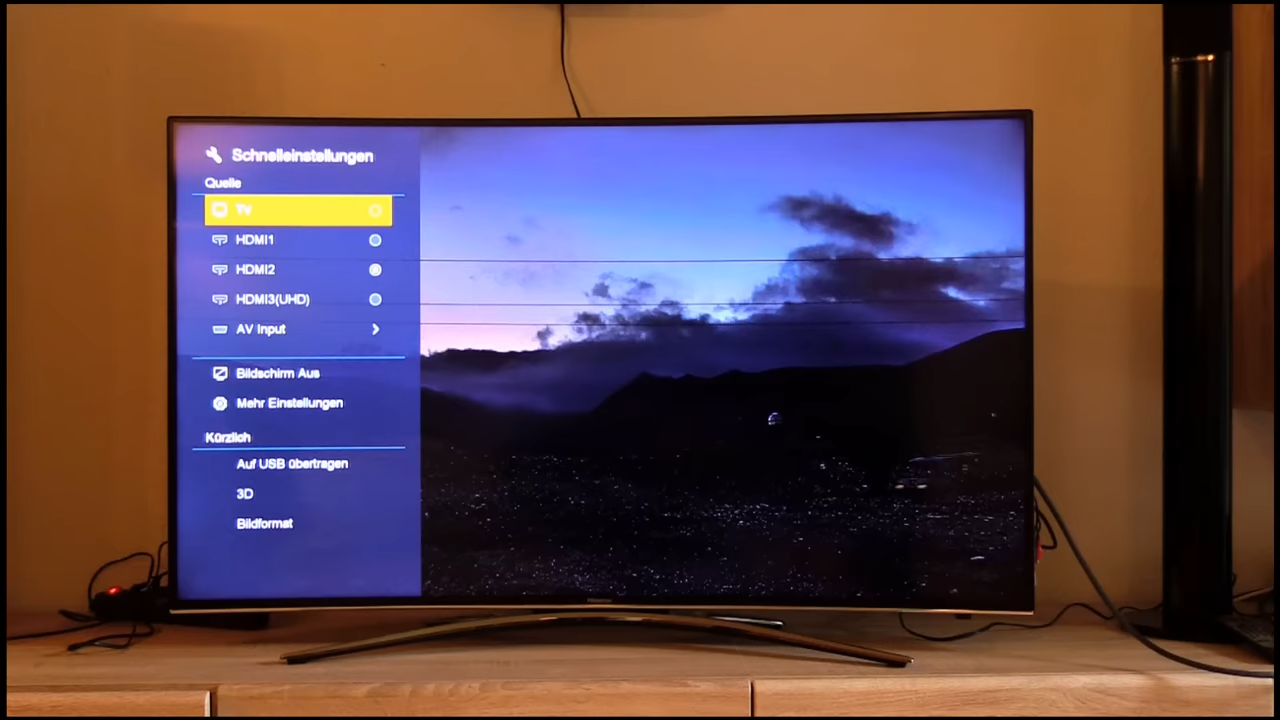 Schnelleinstellungen
Quelle
TV
HDMI1
HDMI2
HDMI3(UHD)
AV Input
Bildschirm Aus
Mehr Einstellungen
Kürzlich
Auf USB übertragen
3D
Bildformat